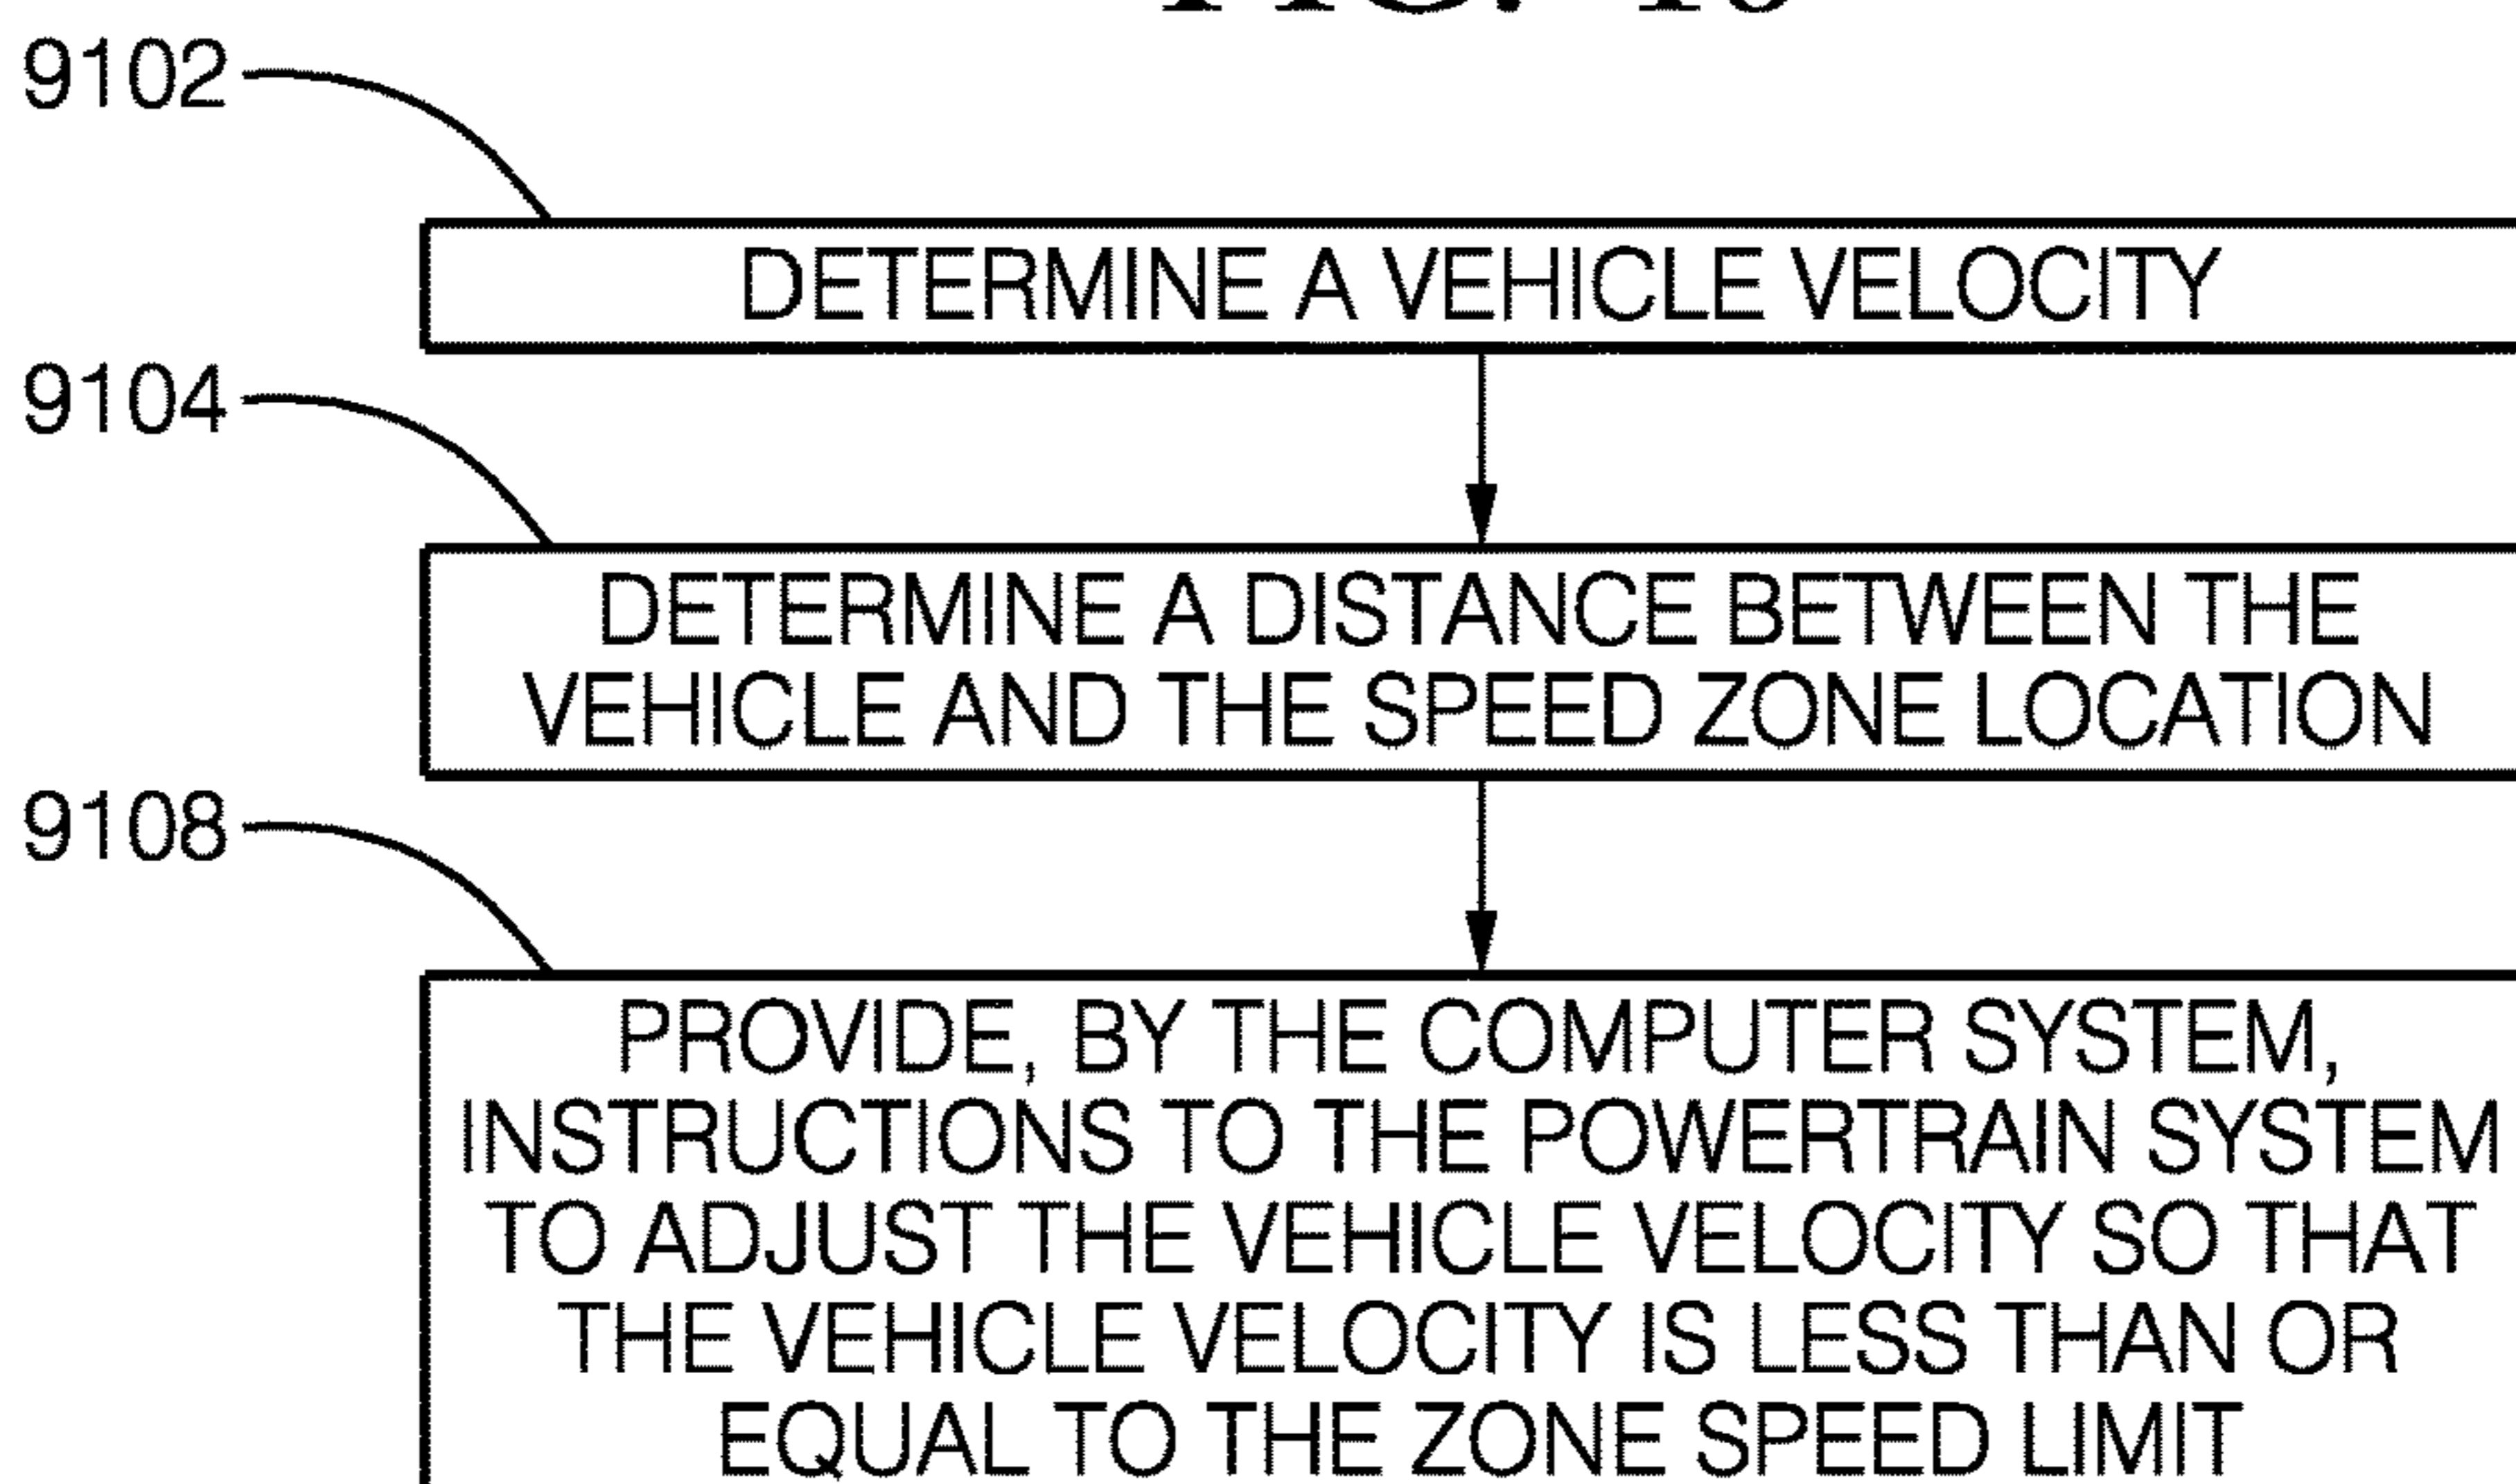 9102
DETERMINE A VEHICLE VELOCITY
9104
DETERMINE A DISTANCE BETWEEN THE
VEHICLE AND THE SPEED ZONE LOCATION
9108
PROVIDE, BY THE COMPUTER SYSTEM,
INSTRUCTIONS TO THE POWERTRAIN SYSTEM
TO ADJUST THE VEHICLE VELOCITY SO THAT
THE VEHICLE VELOCITY IS LESS THAN OR
EQUAL TO THE ZONE SPEED LIMIT